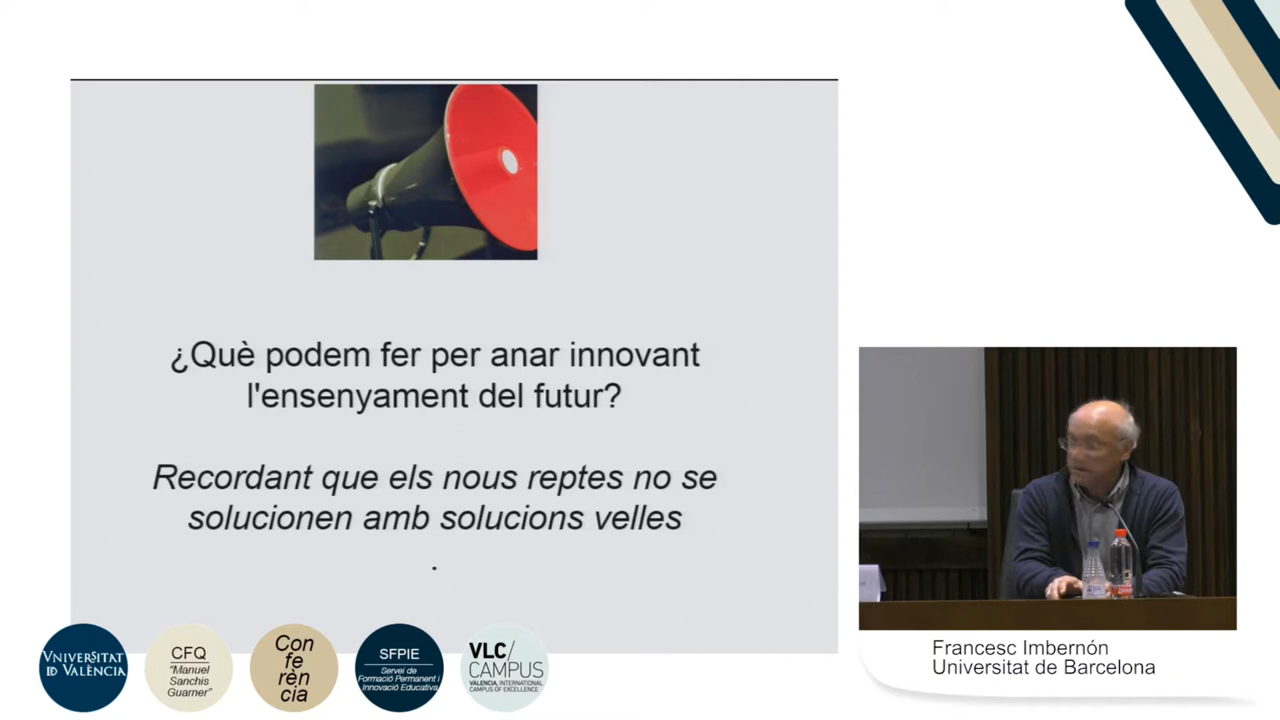 ¿Què podem fer per anar innovant
l'ensenyament del futur?
Recordant que els nous reptes no se
solucionen amb solucions velles
.
Francesc Imbernón
Universitat de Barcelona
VNIVERSITAT
D VALÈNCIA
CFQ
"Manuel
Sanchis
Guarner"
Con
fe
rèn
cia
SFPIE
Servei de
Formació Permanent i
Innovació Educativa
VLC/
CAMPUS
VALENCIA, INTERNATIONAL
CAMPUS OF EXCELLENCE